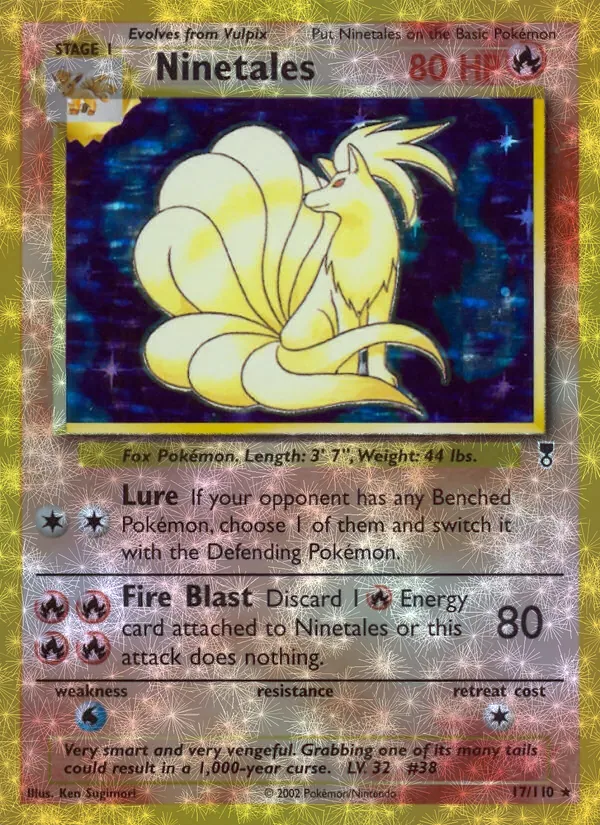 Evolves from Vulpix Put Ninetales on the Basic Pokémon
STAGE 1
Ninetales 80 HP
Fox Pokémon. Length: 3' 7", Weight: 44 lbs.
Lure If your opponent has any Benched
Pokémon, choose 1 of them and switch it
with the Defending Pokémon.
Fire Blast Discard 1 Energy
card attached to Ninetales or this 80
attack does nothing.
weakness resistance retreat cost
Very smart and very vengeful. Grabbing one of its many tails
could result in a 1,000-year curse. LV. 32 #38
Illus. Ken Sugimori © 2002 Pokémon/Nintendo 17/110 ★